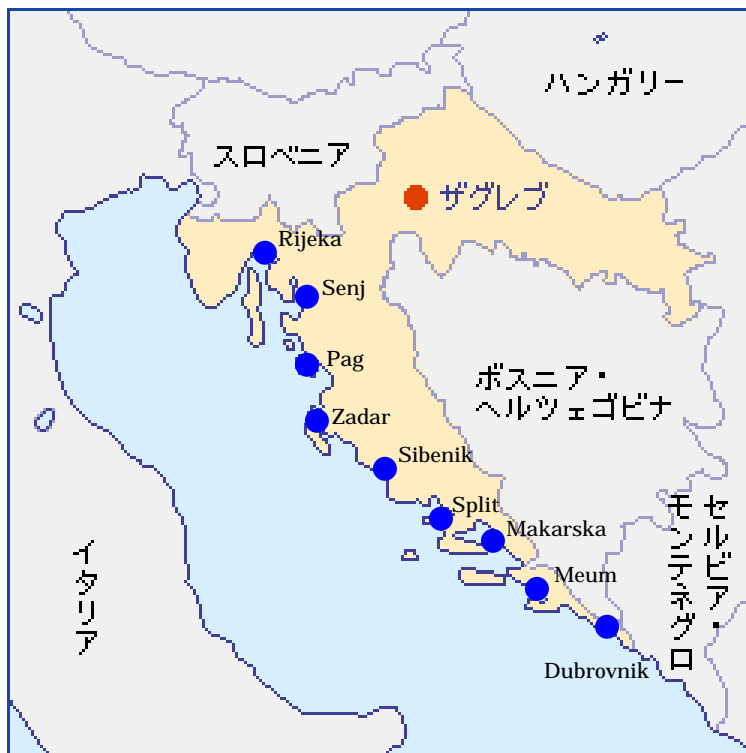 ハンガリー
スロベニア
ザグレブ
Rijeka
Senj
Pag
ボスニア・
ヘルツェゴビナ
Zadar
Sibenik
Split
Makarska
セルビア・
モンテネグロ
イタリア
Meum
Dubrovnik